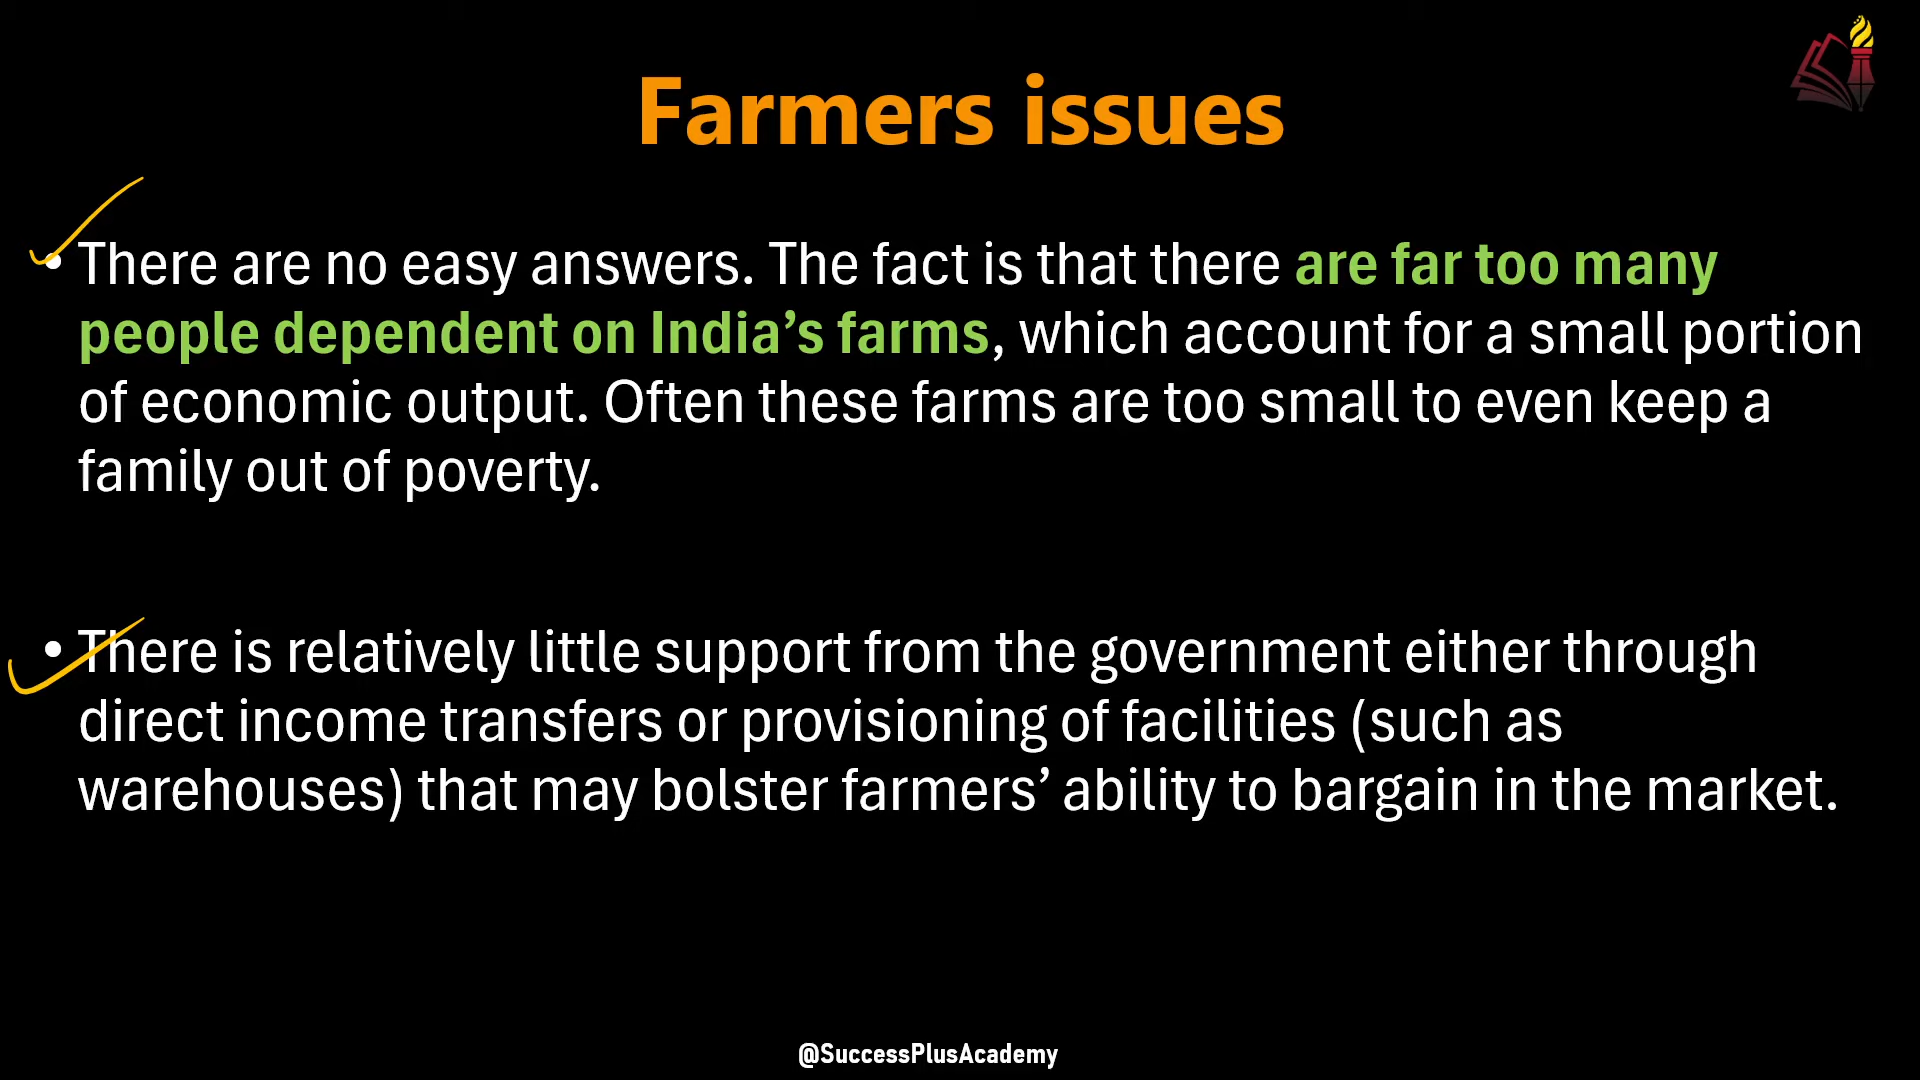 Farmers issues
• There are no easy answers. The fact is that there are far too many
people dependent on India’s farms, which account for a small portion
of economic output. Often these farms are too small to even keep a
family out of poverty.
• There is relatively little support from the government either through
direct income transfers or provisioning of facilities (such as
warehouses) that may bolster farmers’ ability to bargain in the market.
@SuccessPlusAcademy